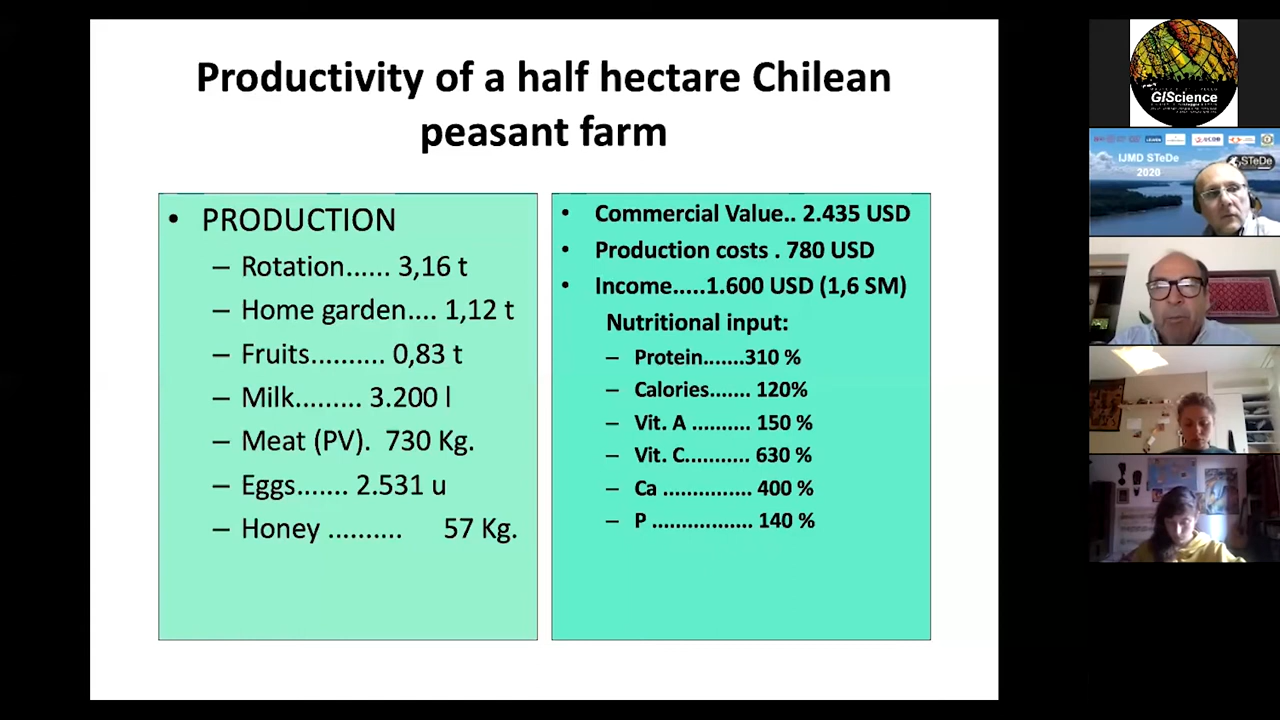 Productivity of a half hectare Chilean
peasant farm
• PRODUCTION
– Rotation...... 3,16 t
– Home garden.... 1,12 t
– Fruits.......... 0,83 t
– Milk......... 3.200 l
– Meat (PV). 730 Kg.
– Eggs....... 2.531 u
– Honey .......... 57 Kg.
• Commercial Value.. 2.435 USD
• Production costs . 780 USD
• Income.....1.600 USD (1,6 SM)
Nutritional input:
– Protein.......310 %
– Calories....... 120%
– Vit. A .......... 150 %
– Vit. C........... 630 %
– Ca ............... 400 %
– P ................. 140 %
GIScience
IJMD STeDe
2020
STeDe